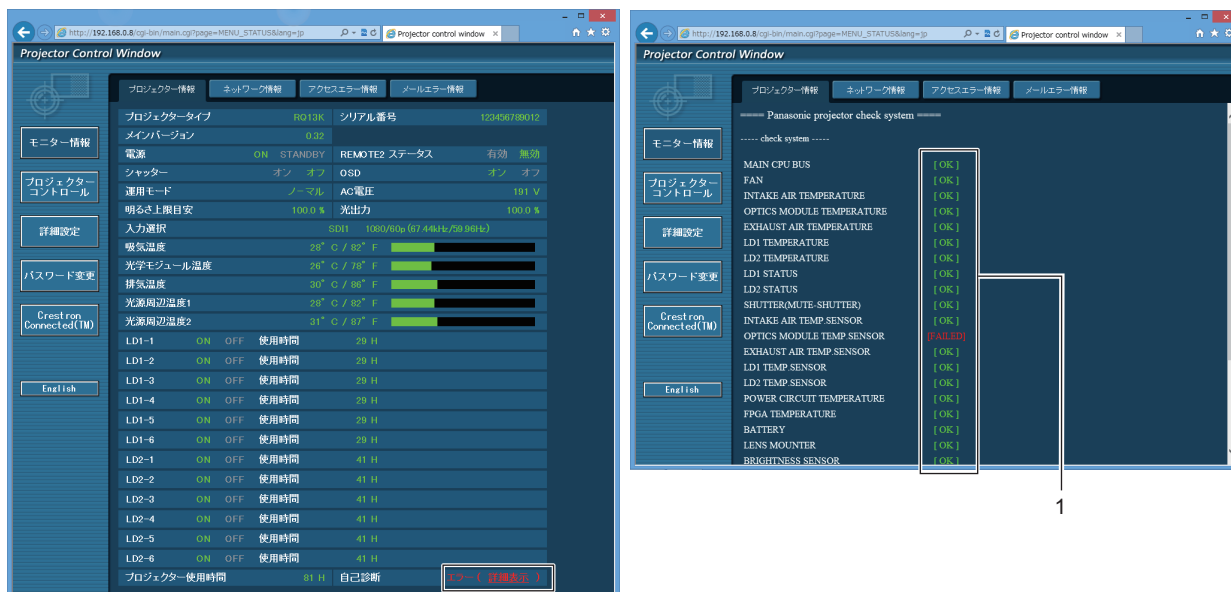 http://192.168.0.8/cgi-bin/main.cgi?page=MENU_STATUS&lang=jp
Projector control window ×
Projector Control Window
モニター情報
プロジェクター
コントロール
詳細設定
パスワード変更
Crestron
Connected(TM)
English
プロジェクター情報 ネットワーク情報 アクセスエラー情報 メールエラー情報
プロジェクタータイプ RQ13K シリアル番号 123456789012
メインバージョン 0.32
電源 ON STANDBY REMOTE2 ステータス 有効 無効
シャッター オン オフ OSD オン オフ
運用モード ノーマル AC電圧 191 V
明るさ上限目安 100.0 % 光出力 100.0 %
入力選択 SDI1 1080/60p (67.44kHz/59.96Hz)
吸気温度 28° C / 82° F
光学モジュール温度 26° C / 78° F
排気温度 30° C / 86° F
光源周辺温度1 28° C / 82° F
光源周辺温度2 31° C / 87° F
LD1-1 ON OFF 使用時間 29 H
LD1-2 ON OFF 使用時間 29 H
LD1-3 ON OFF 使用時間 29 H
LD1-4 ON OFF 使用時間 29 H
LD1-5 ON OFF 使用時間 29 H
LD1-6 ON OFF 使用時間 29 H
LD2-1 ON OFF 使用時間 41 H
LD2-2 ON OFF 使用時間 41 H
LD2-3 ON OFF 使用時間 41 H
LD2-4 ON OFF 使用時間 41 H
LD2-5 ON OFF 使用時間 41 H
LD2-6 ON OFF 使用時間 41 H
プロジェクター使用時間 81 H 自己診断 エラー( 詳細表示 )
http://192.168.0.8/cgi-bin/main.cgi?page=MENU_STATUS&lang=jp
Projector control window ×
Projector Control Window
モニター情報
プロジェクター
コントロール
詳細設定
パスワード変更
Crestron
Connected(TM)
English
プロジェクター情報 ネットワーク情報 アクセスエラー情報 メールエラー情報
==== Panasonic projector check system ====
----- check system -----
MAIN CPU BUS [ OK ]
FAN [ OK ]
INTAKE AIR TEMPERATURE [ OK ]
OPTICS MODULE TEMPERATURE [ OK ]
EXHAUST AIR TEMPERATURE [ OK ]
LD1 TEMPERATURE [ OK ]
LD2 TEMPERATURE [ OK ]
LD1 STATUS [ OK ]
LD2 STATUS [ OK ]
SHUTTER(MUTE-SHUTTER) [ OK ]
INTAKE AIR TEMP.SENSOR [ OK ]
OPTICS MODULE TEMP.SENSOR [FAILED]
EXHAUST AIR TEMP.SENSOR [ OK ]
LD1 TEMP.SENSOR [ OK ]
LD2 TEMP.SENSOR [ OK ]
POWER CIRCUIT TEMPERATURE [ OK ]
FPGA TEMPERATURE [ OK ]
BATTERY [ OK ]
LENS MOUNTER [ OK ]
BRIGHTNESS SENSOR [ OK ]
1